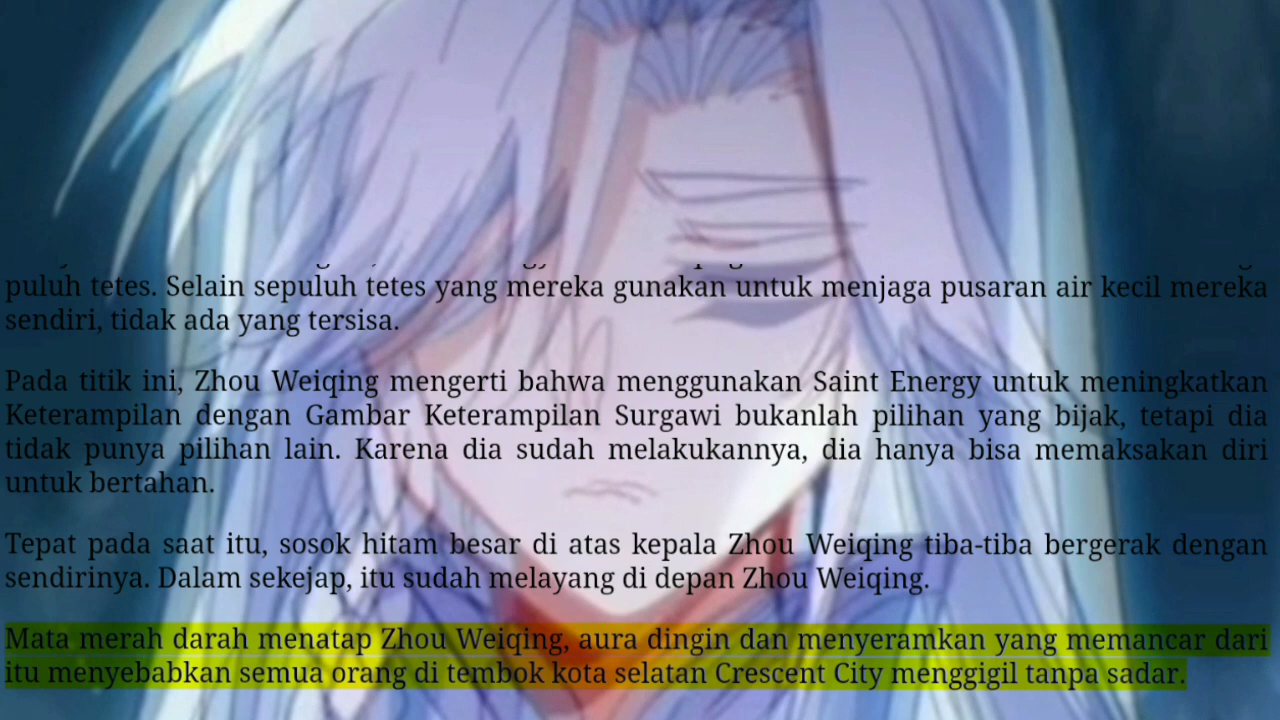 puluh tetes. Selain sepuluh tetes yang mereka gunakan untuk menjaga pusaran air kecil mereka
sendiri, tidak ada yang tersisa.
Pada titik ini, Zhou Weiqing mengerti bahwa menggunakan Saint Energy untuk meningkatkan
Keterampilan dengan Gambar Keterampilan Surgawi bukanlah pilihan yang bijak, tetapi dia
tidak punya pilihan lain. Karena dia sudah melakukannya, dia hanya bisa memaksakan diri
untuk bertahan.
Tepat pada saat itu, sosok hitam besar di atas kepala Zhou Weiqing tiba-tiba bergerak dengan
sendirinya. Dalam sekejap, itu sudah melayang di depan Zhou Weiqing.
Mata merah darah menatap Zhou Weiqing, aura dingin dan menyeramkan yang memancar dari
itu menyebabkan semua orang di tembok kota selatan Crescent City menggigil tanpa sadar.